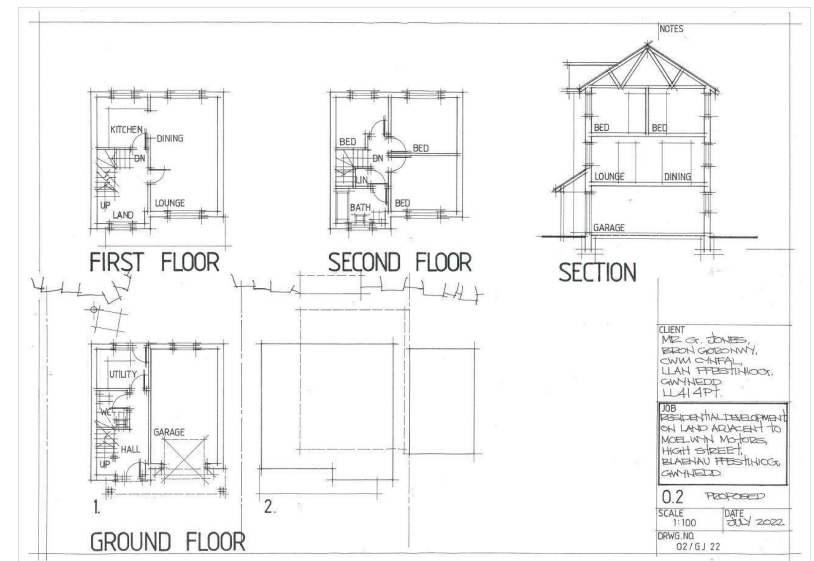 NOTES
KITCHEN
DINING
DN
UP
LOUNGE
LAND
FIRST FLOOR
BED
BED
DN
LIN
BATH
BED
SECOND FLOOR
BED
BED
LOUNGE
DINING
GARAGE
SECTION
UTILITY
WC
GARAGE
HALL
UP
1.
2.
GROUND FLOOR
CLIENT
MR G. JONES,
BRON GORONWY,
CWM CYNFAL,
LLAN FFESTINIOG,
GWYNEDD.
LL41 4PT.
JOB
RESIDENTIAL DEVELOPMENT
ON LAND ADJACENT TO
MOELWYN MOTORS,
HIGH STREET,
BLAENAU FFESTINIOG
GWYNEDD.
0.2 PROPOSED
SCALE
1:100
DATE
JULY 2022
DRWG.NO.
02/GJ 22